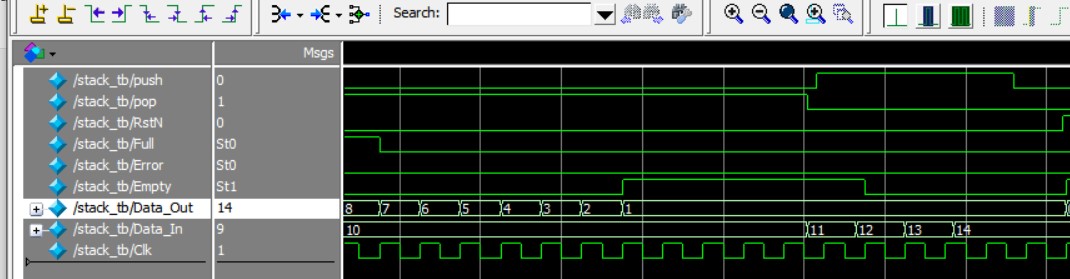 Search:
Msgs
/stack_tb/push 0
/stack_tb/pop 1
/stack_tb/RstN 0
/stack_tb/Full St0
/stack_tb/Error St0
/stack_tb/Empty St1
/stack_tb/Data_Out 14 8 7 6 5 4 3 2 1
/stack_tb/Data_In 9 10 11 12 13 14
/stack_tb/Clk 1